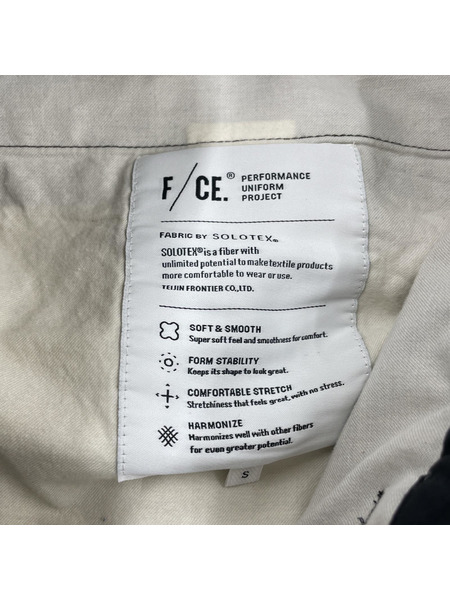 F/CE.® PERFORMANCE
UNIFORM
PROJECT
FABRIC BY SOLOTEX®
SOLOTEX® is a fiber with
unlimited potential to make textile products
more comfortable to wear or use.
TEIJIN FRONTIER CO., LTD.
SOFT & SMOOTH
Super soft feel and smoothness for comfort.
FORM STABILITY
Keeps its shape to look great.
COMFORTABLE STRETCH
Stretchiness that feels great, with no stress.
HARMONIZE
Harmonizes well with other fibers
for even greater potential.
S